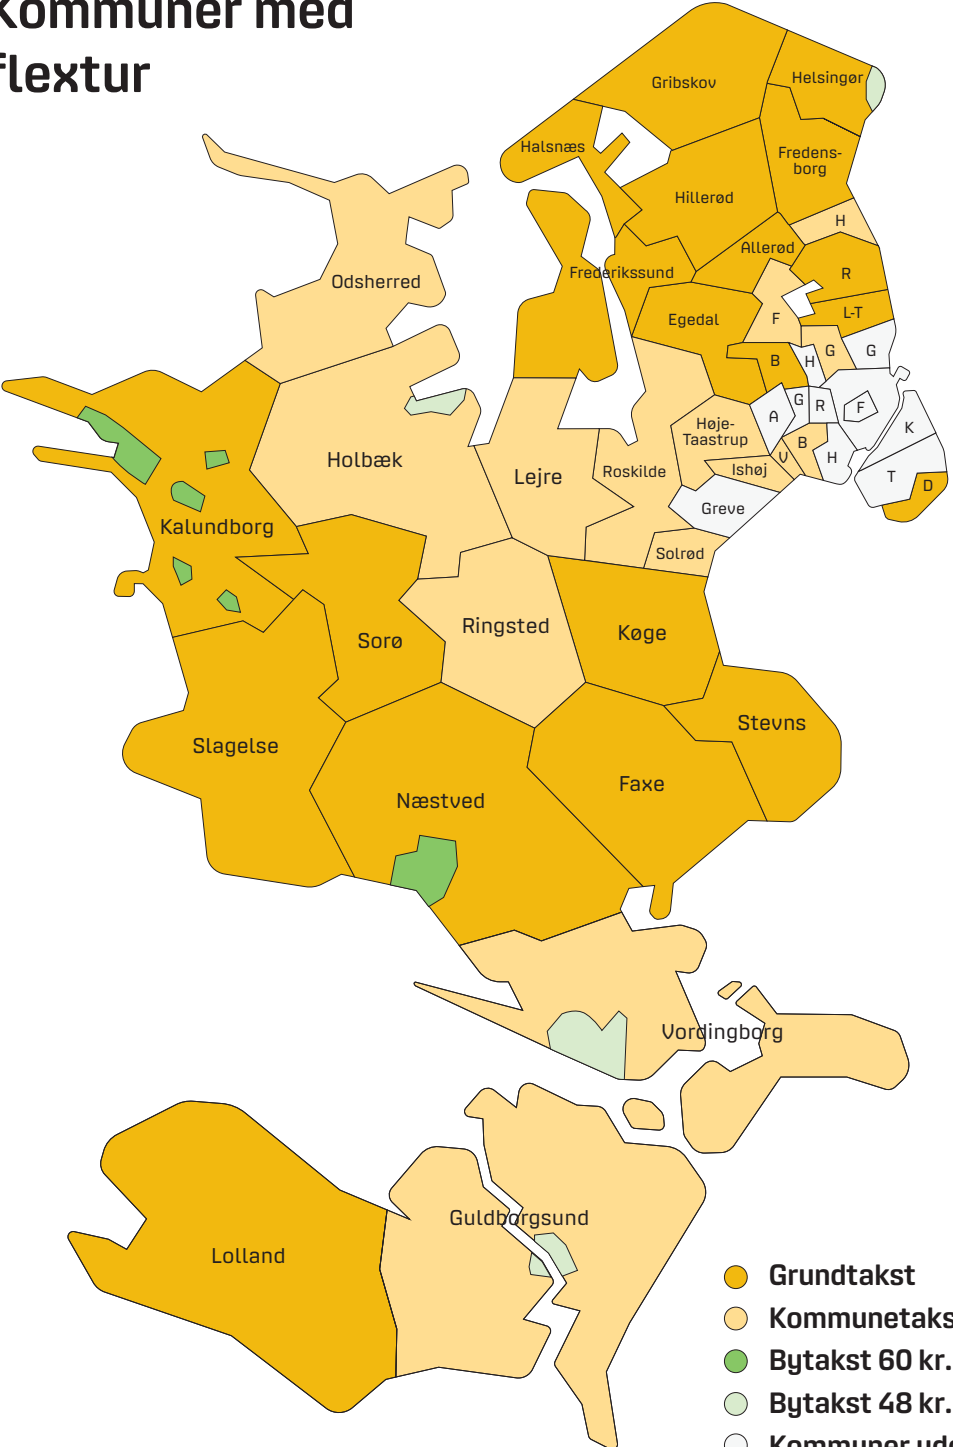 Kommuner med
flextur
Gribskov
Helsingør
Halsnæs
Fredens-
borg
Hillerød
H
Allerød
Odsherred
Frederikssund
R
Egedal
F
L-T
B
H
G
G
A
G
R
F
Høje-
Taastrup
K
B
Holbæk
Lejre
Roskilde
Ishøj
V
H
T
D
Greve
Kalundborg
Solrød
Ringsted
Køge
Sorø
Stevns
Slagelse
Faxe
Næstved
Vordingborg
Guldborgsund
Lolland
Grundtakst
Kommunetaks
Bytakst 60 kr.
Bytakst 48 kr.